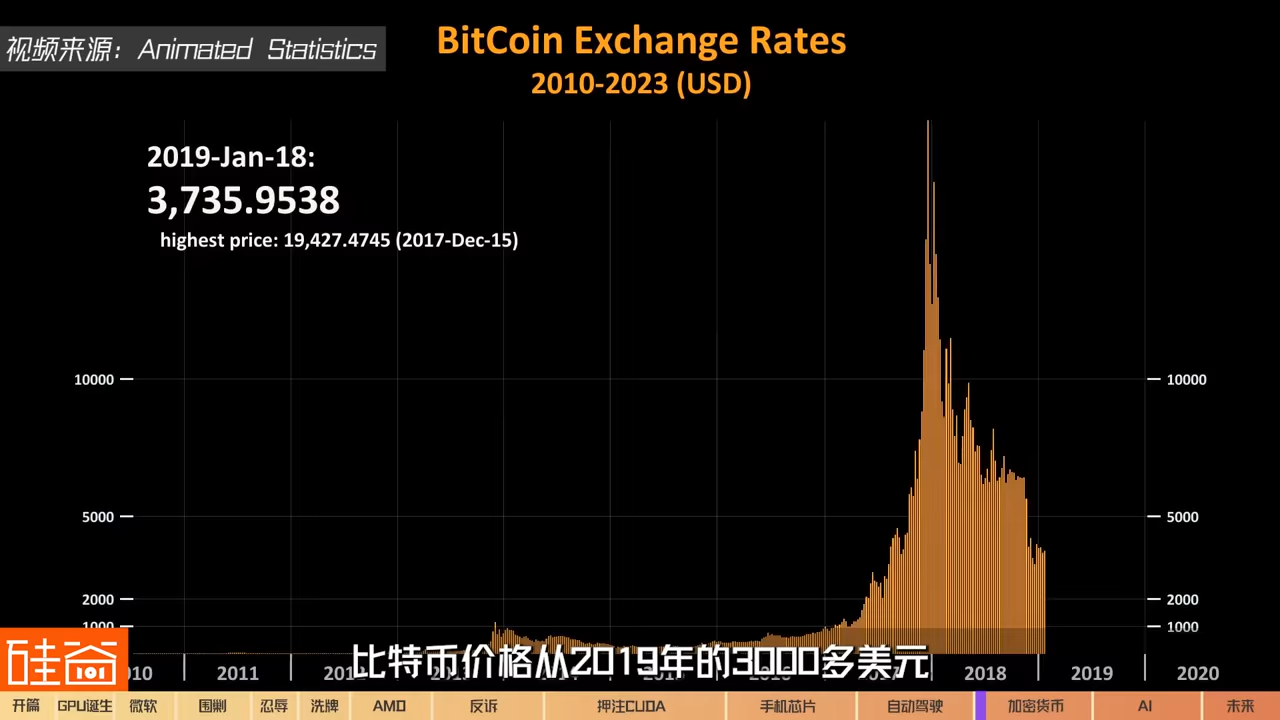 视频来源：Animated Statistics
BitCoin Exchange Rates
2010-2023 (USD)
2019-Jan-18:
3,735.9538
highest price: 19,427.4745 (2017-Dec-15)
10000
10000
5000
5000
2000
2000
1000
1000
2011
2018
2019
2020
硅谷
101
比特币价格从2019年的3000多美元
开篇
GPU诞生
微软
围剿
忍辱
洗牌
AMD
反诉
押注CUDA
手机芯片
自动驾驶
加密货币
AI
未来